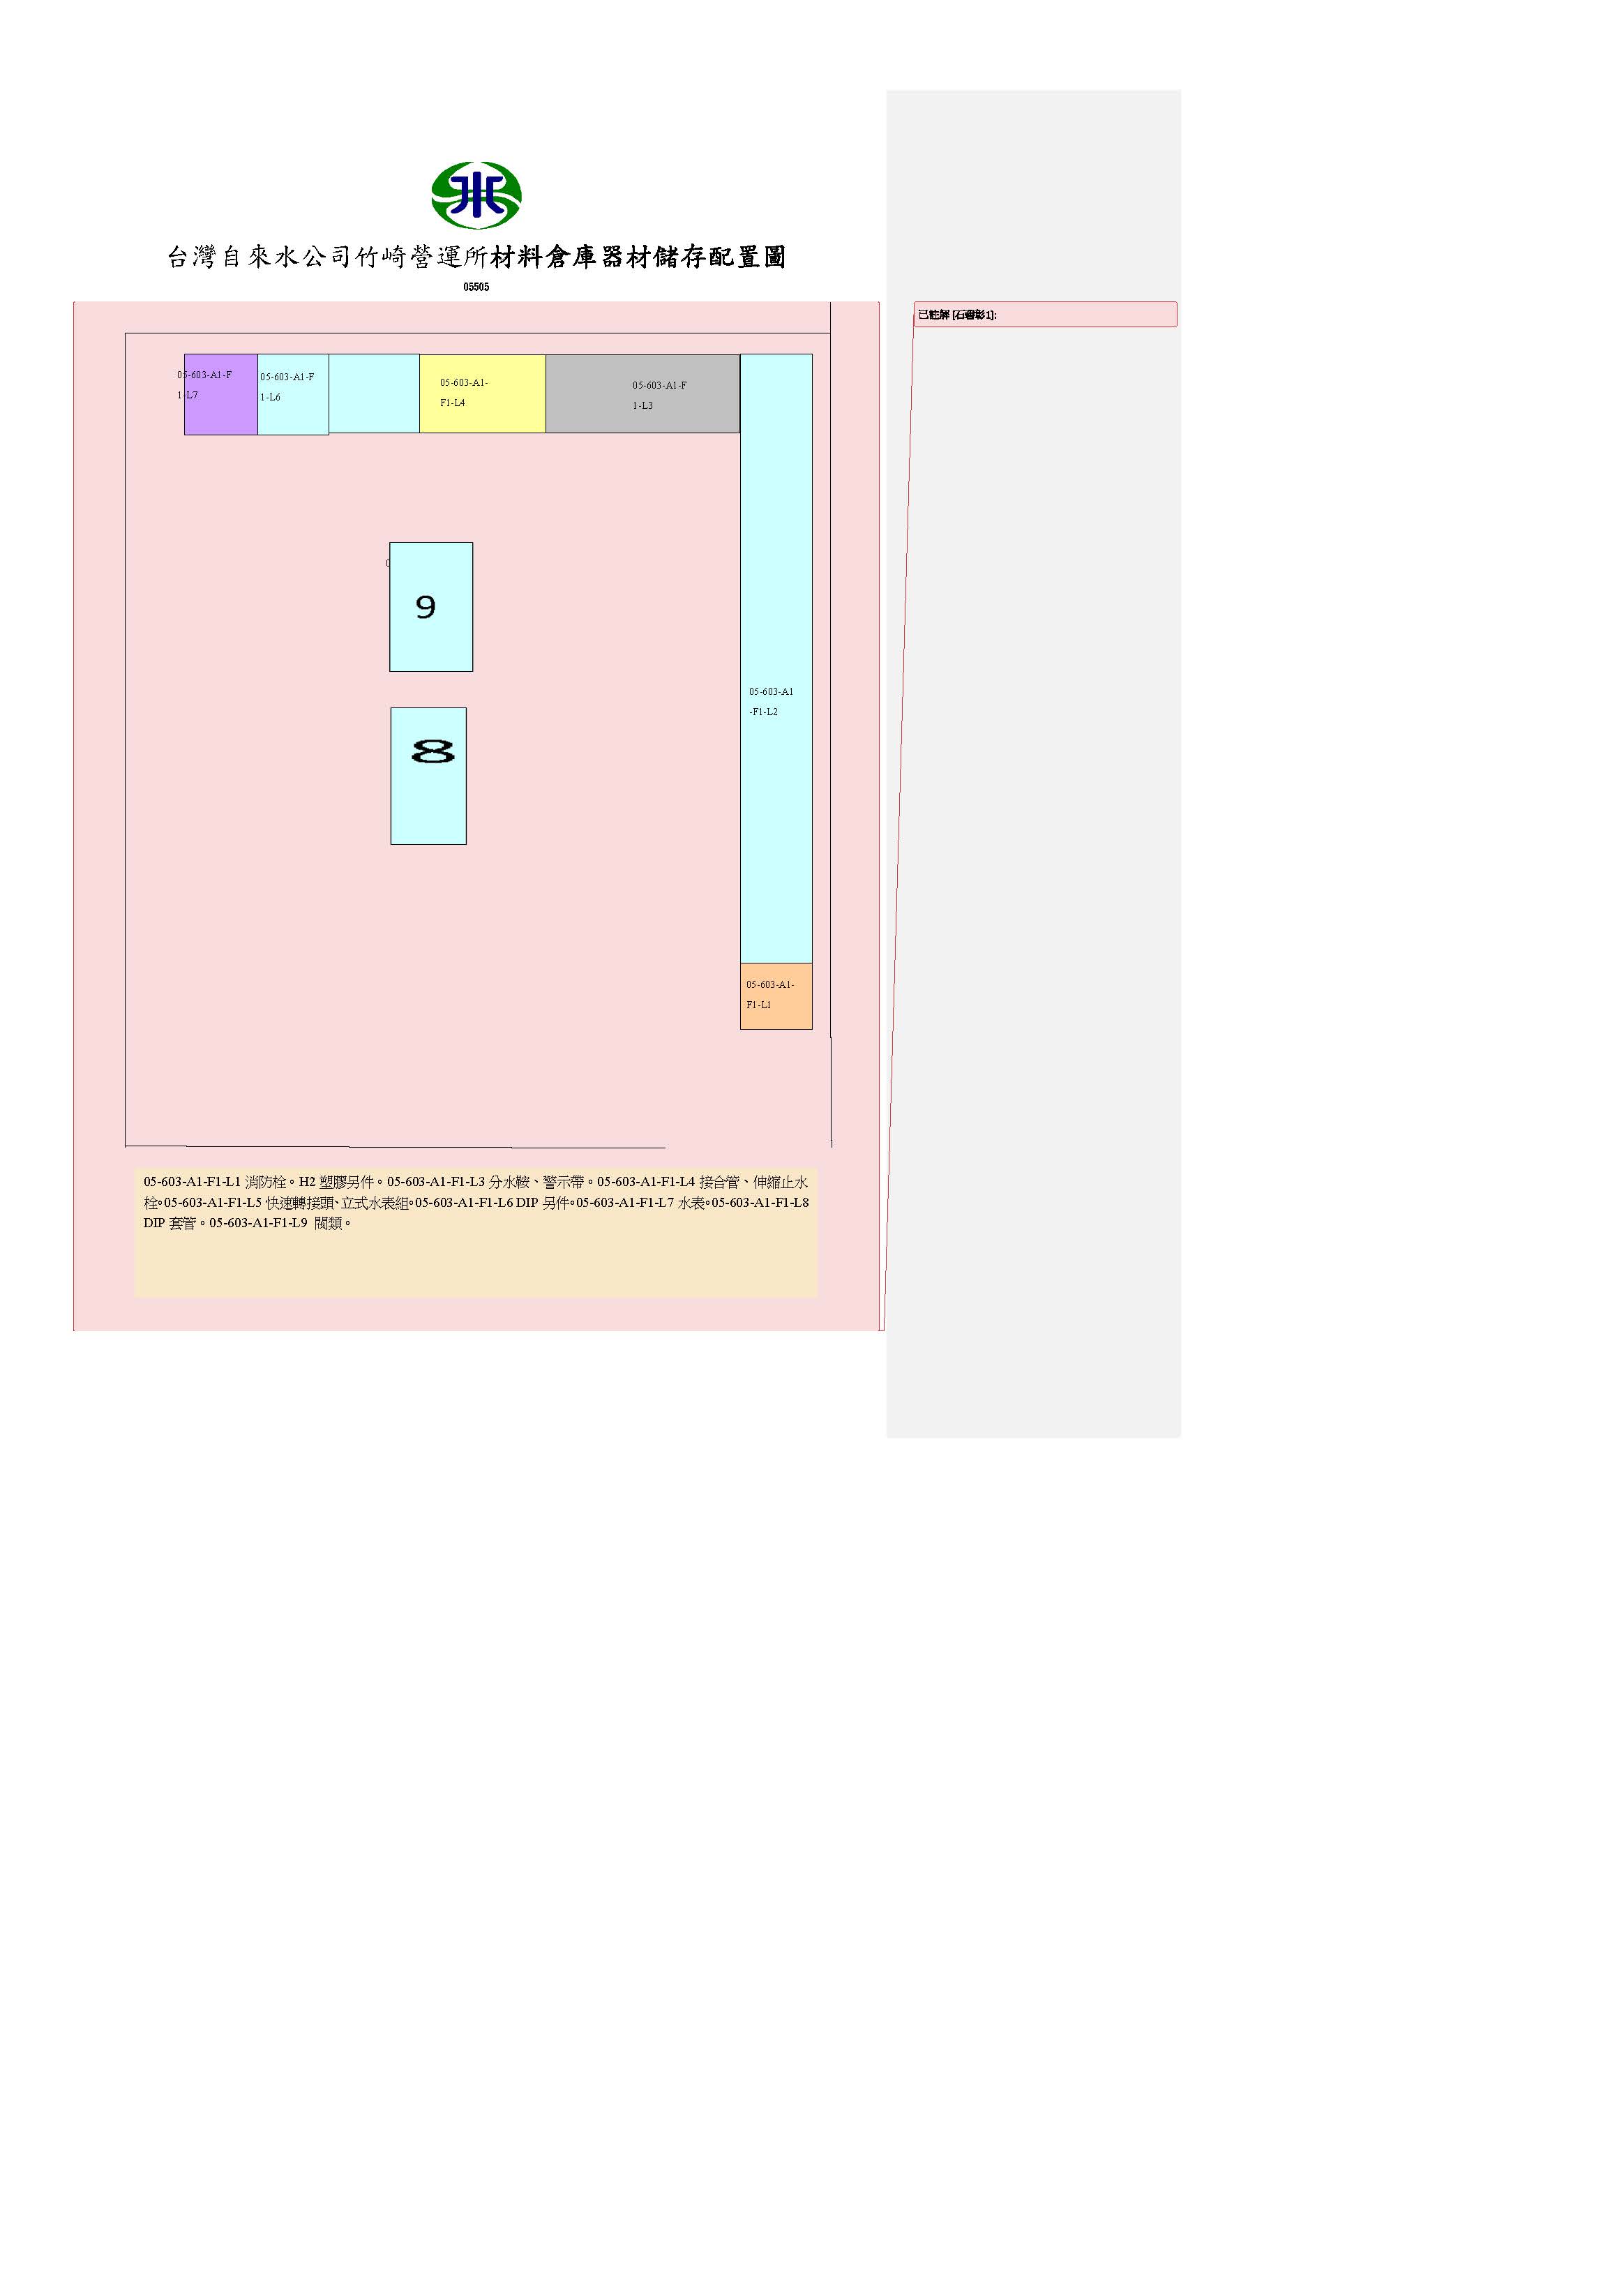 台灣自來水公司竹崎營運所材料倉庫器材儲存配置圖
05505
已註解 [石碧彰1]:
05-603-A1-F
1-L7
05-603-A1-F
1-L6
05-603-A1-
F1-L4
05-603-A1-F
1-L3
9
05-603-A1
-F1-L2
8
05-603-A1-
F1-L1
05-603-A1-F1-L1 消防栓。H2 塑膠另件。05-603-A1-F1-L3 分水鞍、警示帶。05-603-A1-F1-L4 接合管、伸縮止水
栓。05-603-A1-F1-L5 快速轉接頭、立式水表組。05-603-A1-F1-L6 DIP 另件。05-603-A1-F1-L7 水表。05-603-A1-F1-L8
DIP 套管。05-603-A1-F1-L9 閥類。